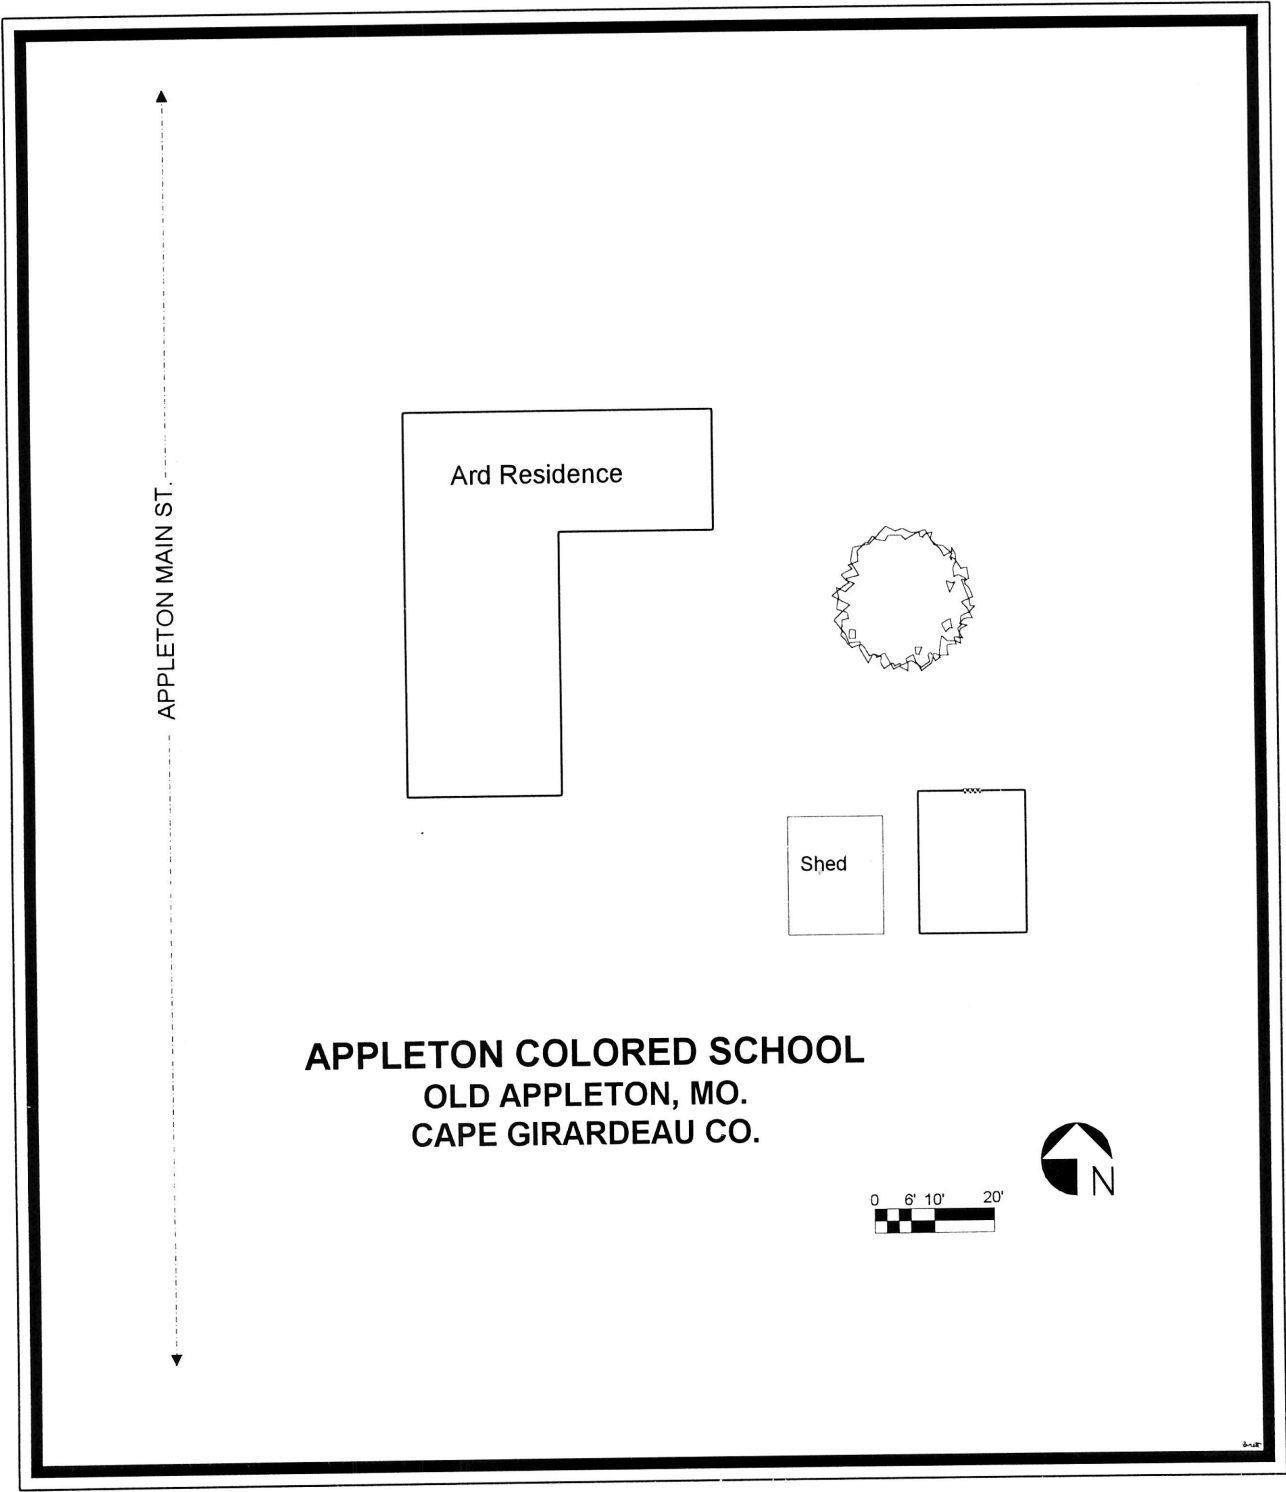 APPLETON MAIN ST.
Ard Residence
Shed
APPLETON COLORED SCHOOL
OLD APPLETON, MO.
CAPE GIRARDEAU CO.
0 6' 10' 20'
N